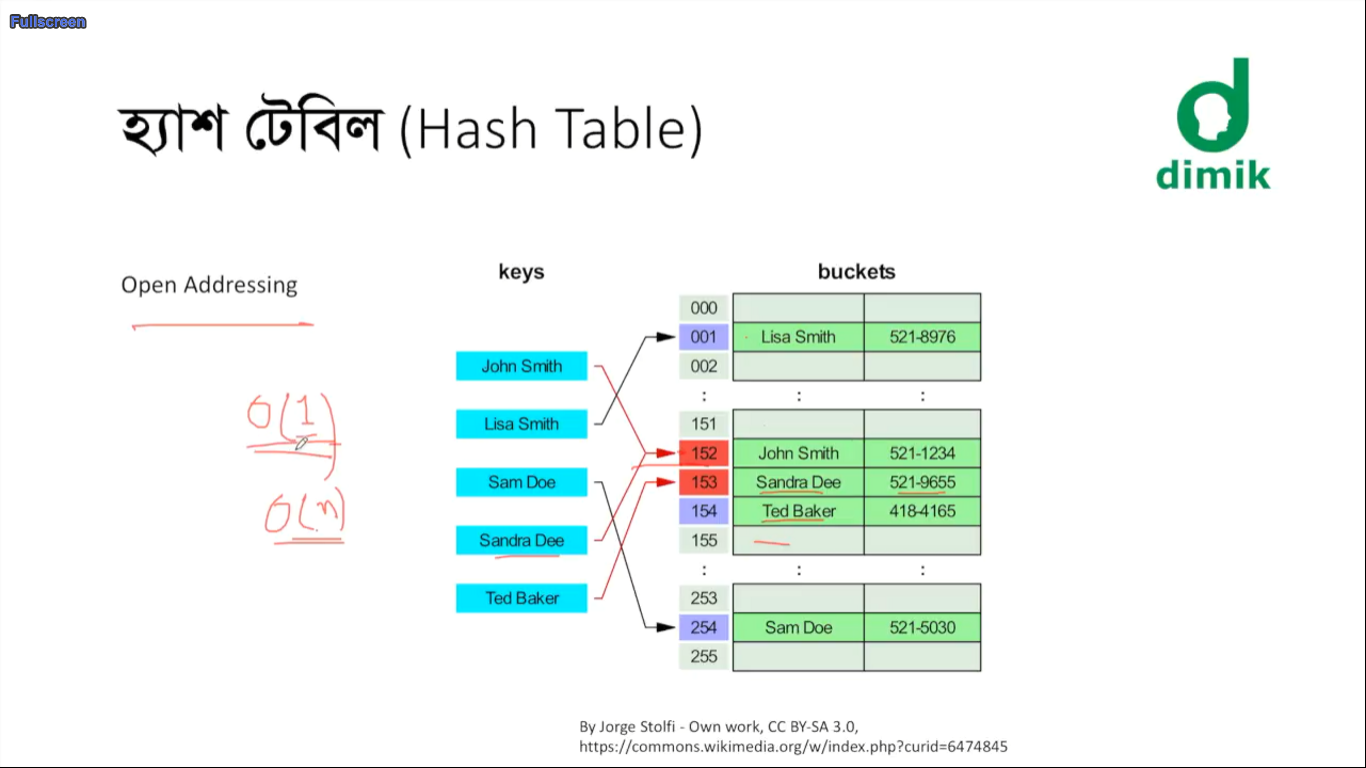 Fullscreen
হ্যাশ টেবিল (Hash Table)
dimik
Open Addressing
O(1)
O(n)
keys
John Smith
Lisa Smith
Sam Doe
Sandra Dee
Ted Baker
buckets
000
001 Lisa Smith 521-8976
002
: : :
151
152 John Smith 521-1234
153 Sandra Dee 521-9655
154 Ted Baker 418-4165
155
: : :
253
254 Sam Doe 521-5030
255
By Jorge Stolfi - Own work, CC BY-SA 3.0,
https://commons.wikimedia.org/w/index.php?curid=6474845